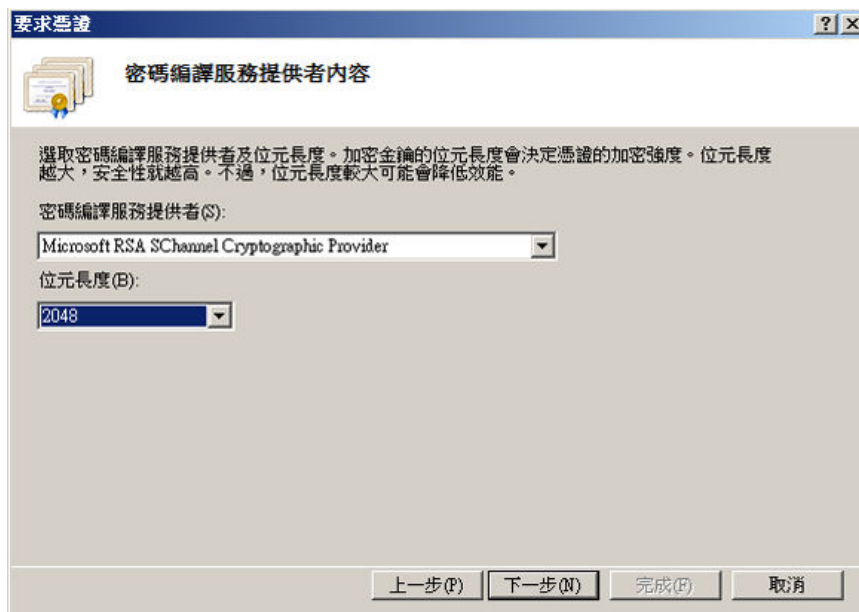 要求憑證
密碼編譯服務提供者內容
選取密碼編譯服務提供者及位元長度。加密金鑰的位元長度會決定憑證的加密強度。位元長度
越大，安全性就越高。不過，位元長度較大可能會降低效能。
密碼編譯服務提供者(S):
Microsoft RSA SChannel Cryptographic Provider
位元長度(B):
2048
上一步(P) 下一步(N) 完成(F) 取消